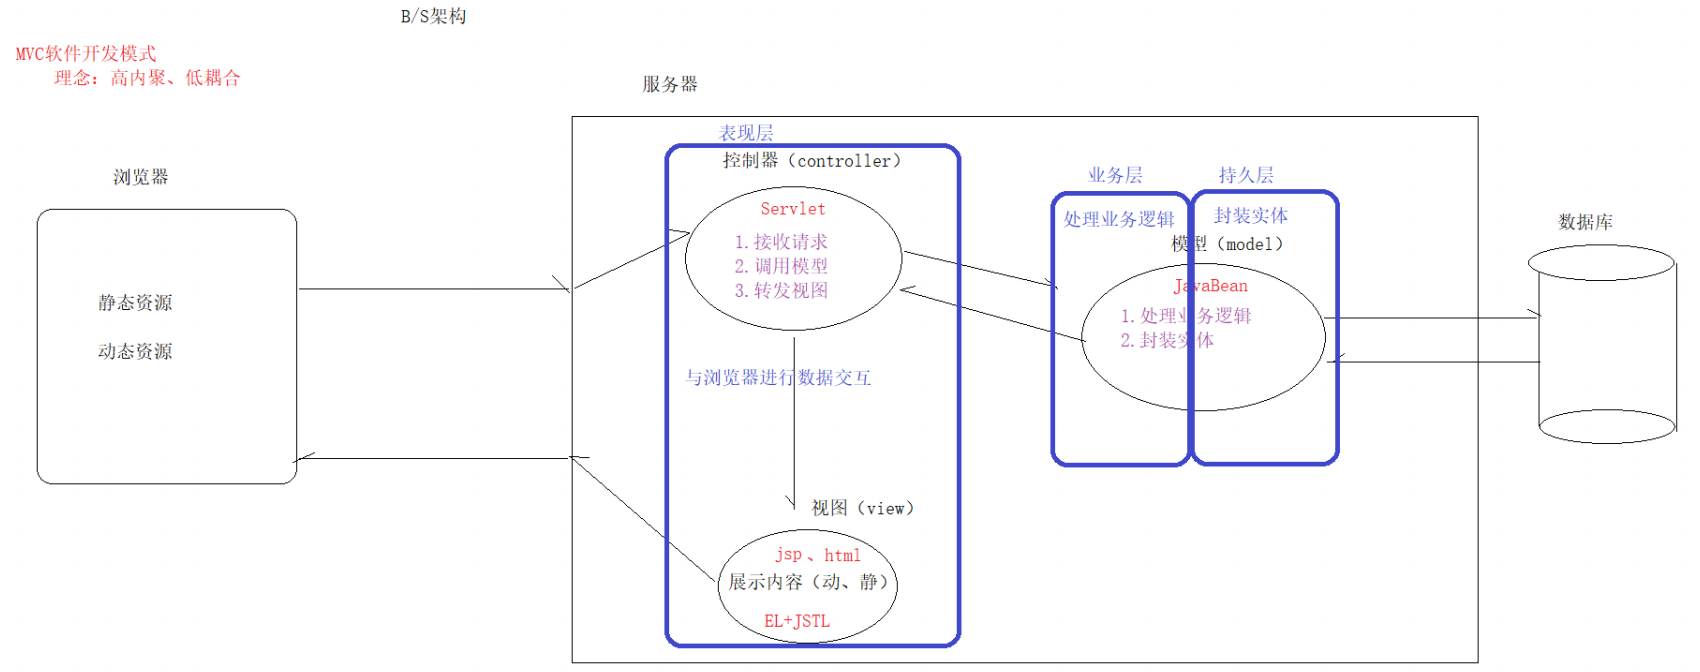 B/S架构
MVC软件开发模式
理念：高内聚、低耦合
服务器
浏览器
静态资源
动态资源
表现层
控制器（controller）
Servlet
1.接收请求
2.调用模型
3.转发视图
与浏览器进行数据交互
视图（view）
jsp、html
展示内容（动、静）
EL+JSTL
业务层
处理业务逻辑
持久层
封装实体
模型（model）
JavaBean
1.处理业务逻辑
2.封装实体
数据库